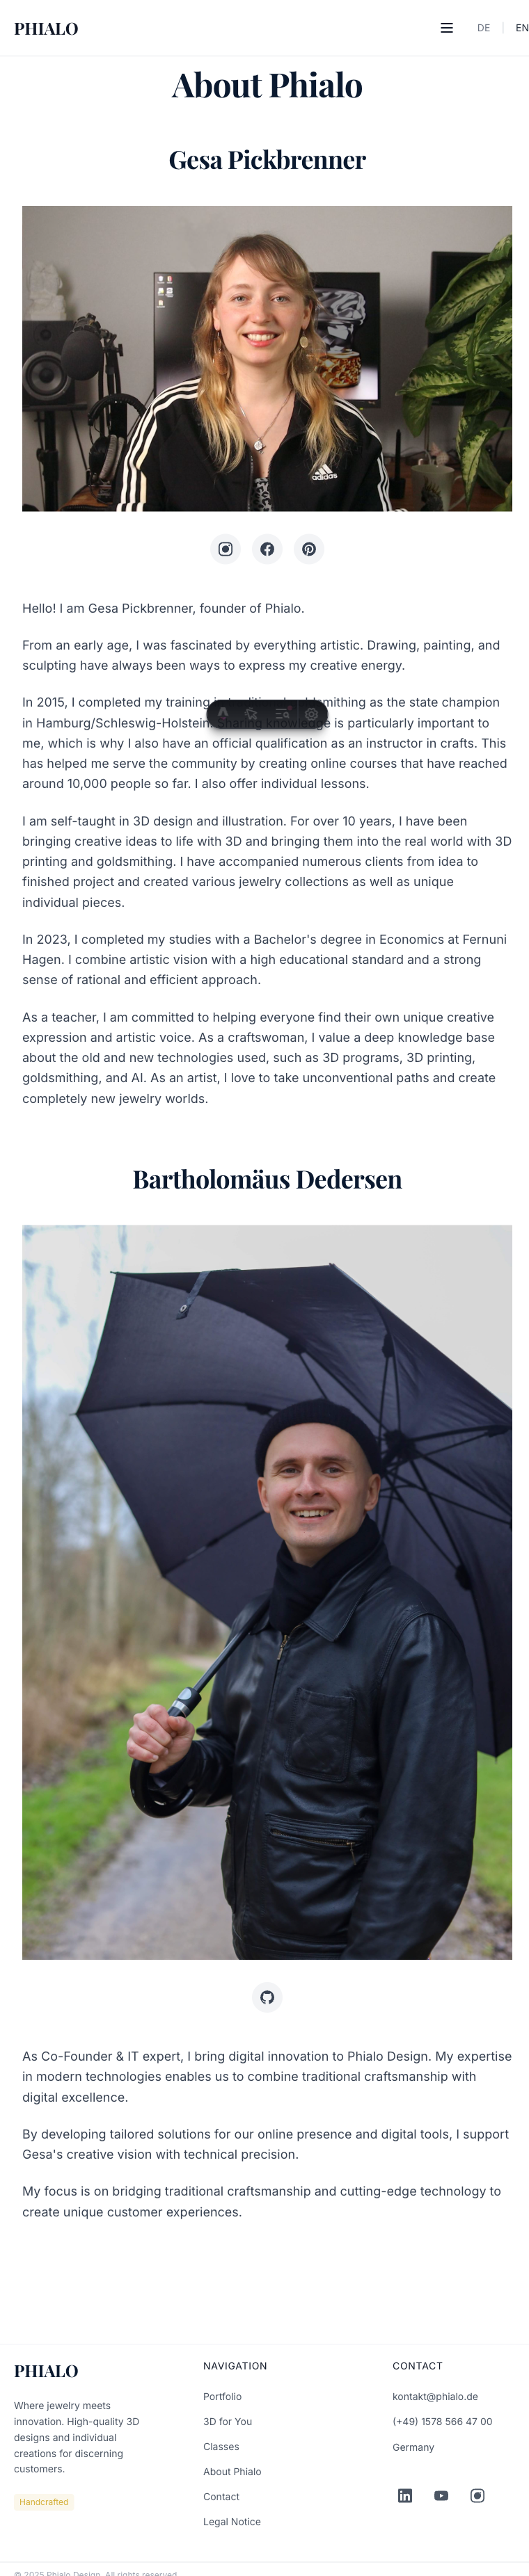 PHIALO
DE
EN
About Phialo
Gesa Pickbrenner
adidas
Hello! I am Gesa Pickbrenner, founder of Phialo.
From an early age, I was fascinated by everything artistic. Drawing, painting, and
sculpting have always been ways to express my creative energy.
In 2015, I completed my training in traditional goldsmithing as the state champion
in Hamburg/Schleswig-Holstein. Sharing knowledge is particularly important to
me, which is why I also have an official qualification as an instructor in crafts. This
has helped me serve the community by creating online courses that have reached
around 10,000 people so far. I also offer individual lessons.
I am self-taught in 3D design and illustration. For over 10 years, I have been
bringing creative ideas to life with 3D and bringing them into the real world with 3D
printing and goldsmithing. I have accompanied numerous clients from idea to
finished project and created various jewelry collections as well as unique
individual pieces.
In 2023, I completed my studies with a Bachelor's degree in Economics at Fernuni
Hagen. I combine artistic vision with a high educational standard and a strong
sense of rational and efficient approach.
As a teacher, I am committed to helping everyone find their own unique creative
expression and artistic voice. As a craftswoman, I value a deep knowledge base
about the old and new technologies used, such as 3D programs, 3D printing,
goldsmithing, and AI. As an artist, I love to take unconventional paths and create
completely new jewelry worlds.
Bartholomäus Dedersen
As Co-Founder & IT expert, I bring digital innovation to Phialo Design. My expertise
in modern technologies enables us to combine traditional craftsmanship with
digital excellence.
By developing tailored solutions for our online presence and digital tools, I support
Gesa's creative vision with technical precision.
My focus is on bridging traditional craftsmanship and cutting-edge technology to
create unique customer experiences.
PHIALO
Where jewelry meets
innovation. High-quality 3D
designs and individual
creations for discerning
customers.
Handcrafted
NAVIGATION
Portfolio
3D for You
Classes
About Phialo
Contact
Legal Notice
CONTACT
kontakt@phialo.de
(+49) 1578 566 47 00
Germany
© 2025 Phialo Design. All rights reserved.